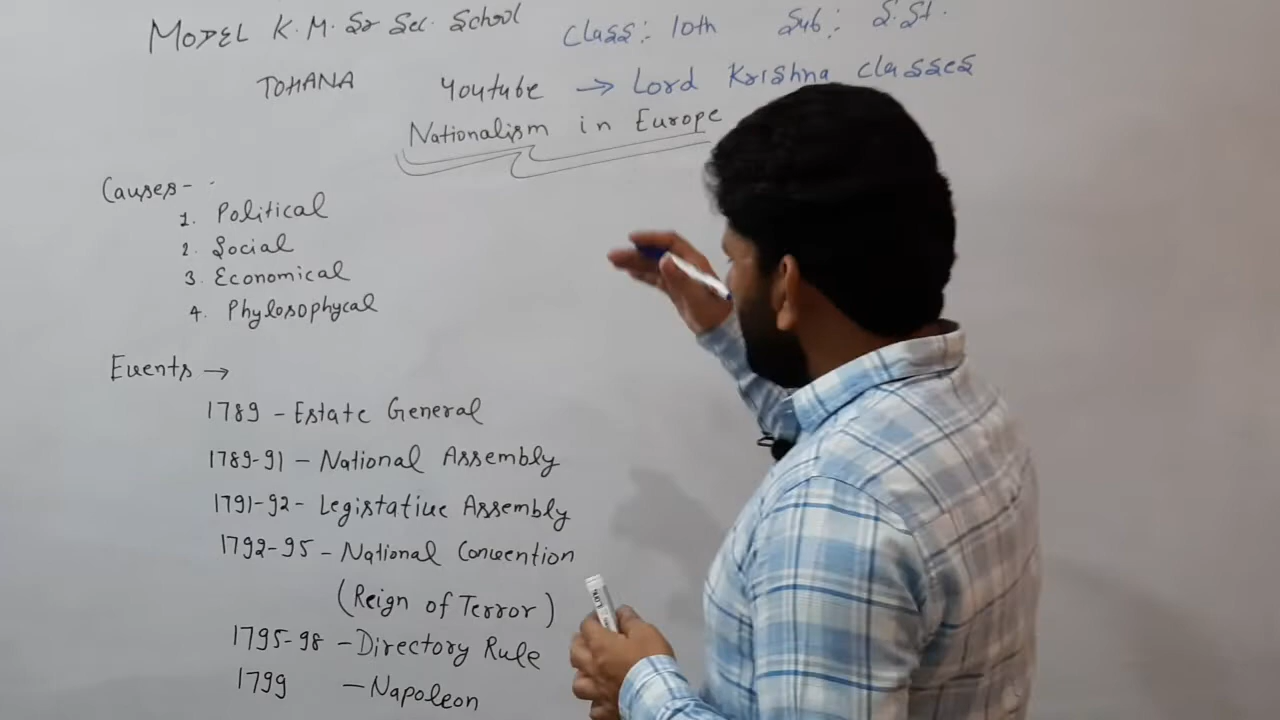 MODEL K.M. Sr Sec. School Class:- 10th Sub: S.St.
TOHANA Youtube → Lord Krishna Classes
Nationalism in Europe
Causes-
1. Political
2. Social
3. Economical
4. Phylosophycal
Events →
1789 - Estate General
1789-91 - National Assembly
1791-92- Legistative Assembly
1792-95 - National Convention
(Reign of Terror)
1795-98 - Directory Rule
1799 - Napoleon